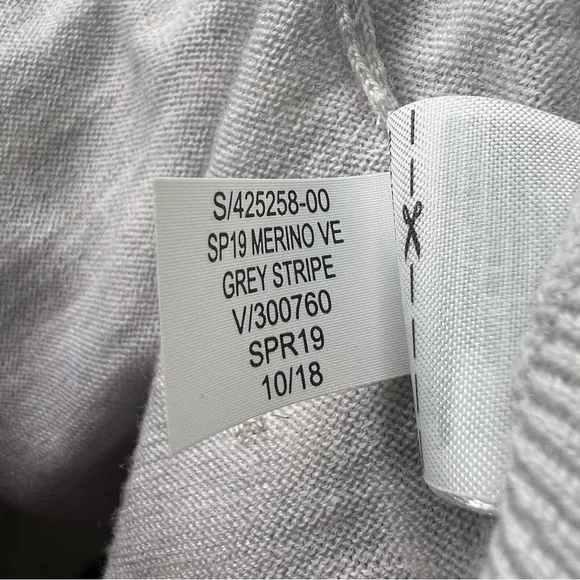 S/425258-00
SP19 MERINO VE
GREY STRIPE
V/300760
SPR19
10/18